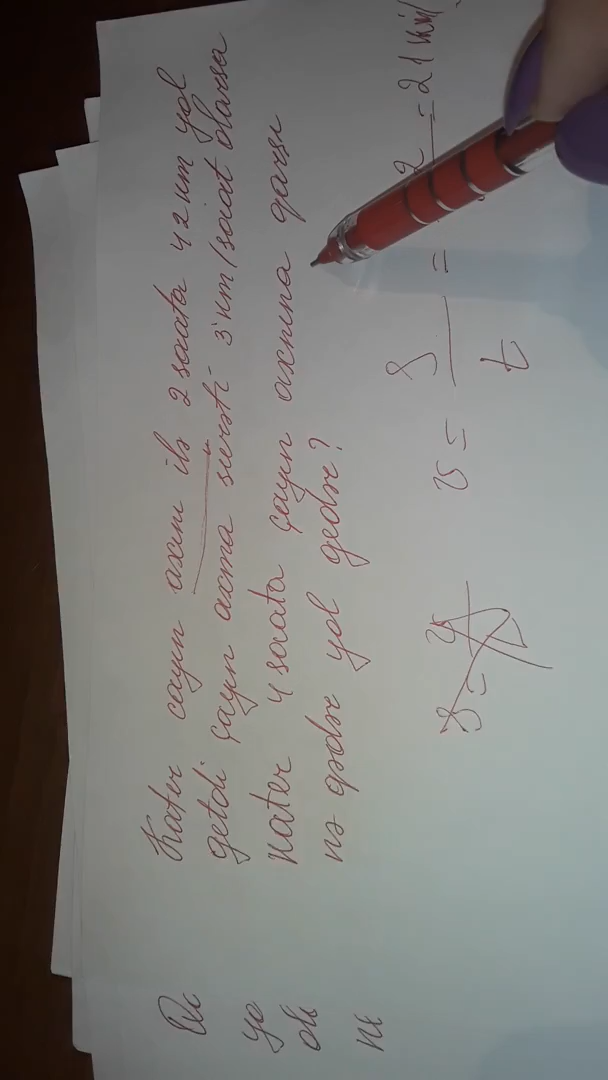 Kater çayın axını ilə 2 saata 42 km yol
getdi çayın axma sürəti 3 km/saat olarsa
kater 4 saata çayın axınına qarşı
nə qədər yol gedər?
v = S/t = 2 = 21 km/